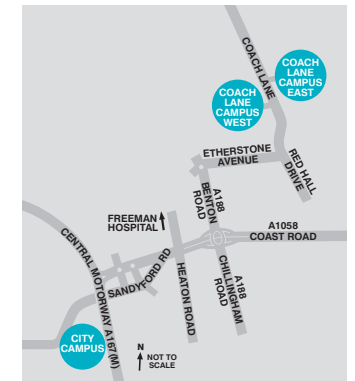 COACH LANE
COACH
LANE
CAMPUS
EAST
COACH
LANE
CAMPUS
WEST
ETHERSTONE
AVENUE
RED HALL
DRIVE
A188
BENTON
ROAD
FREEMAN
HOSPITAL
A1058
COAST ROAD
CENTRAL MOTORWAY A167(M)
SANDYFORD RD
HEATON ROAD
A188
CHILLINGHAM
ROAD
CITY
CAMPUS
N
NOT TO
SCALE